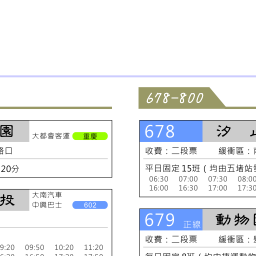 678-800
園 大都會客運 重慶
路口
20分
投 大南汽車
中興巴士 602
9:20 09:50 10:20 11:20
678 汐
收費：二段票 緩衝區：
平日固定15班 ( 均由五堵站發
06:30 07:00 07:30 08:00
16:00 16:30 17:00 17:30
679 正線 動物
收費：二段票 緩衝區：